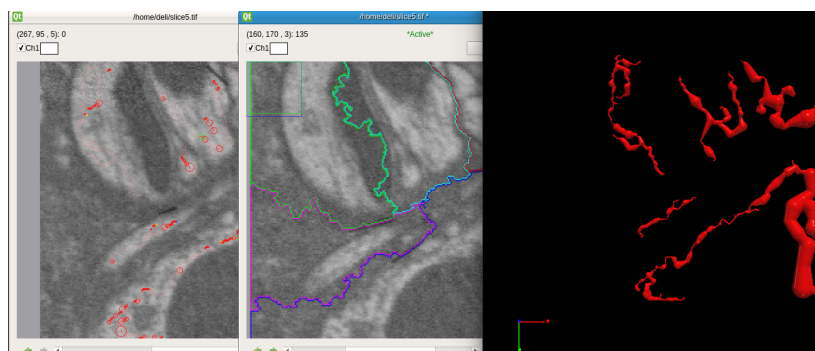 Qt /home/deli/slice5.tif
(267, 95 , 5): 0
Ch1
Qt /home/deli/slice5.tif *
(160, 170 , 3): 135 *Active*
Ch1